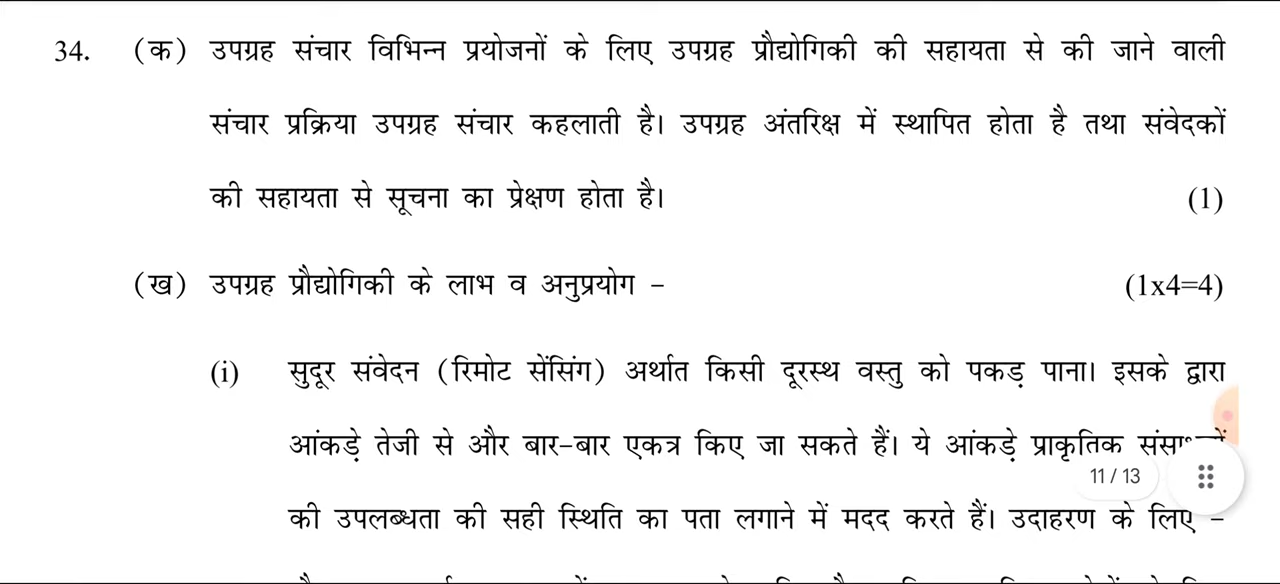 34. (क) उपग्रह संचार विभिन्न प्रयोजनों के लिए उपग्रह प्रौद्योगिकी की सहायता से की जाने वाली
संचार प्रक्रिया उपग्रह संचार कहलाती है। उपग्रह अंतरिक्ष में स्थापित होता है तथा संवेदकों
की सहायता से सूचना का प्रेक्षण होता है। (1)
(ख) उपग्रह प्रौद्योगिकी के लाभ व अनुप्रयोग – (1x4=4)
(i) सुदूर संवेदन (रिमोट सेंसिंग) अर्थात किसी दूरस्थ वस्तु को पकड़ पाना। इसके द्वारा
आंकड़े तेजी से और बार-बार एकत्र किए जा सकते हैं। ये आंकड़े प्राकृतिक
11 / 13
की उपलब्धता की सही स्थिति का पता लगाने में मदद करते हैं। उदाहरण के लिए –